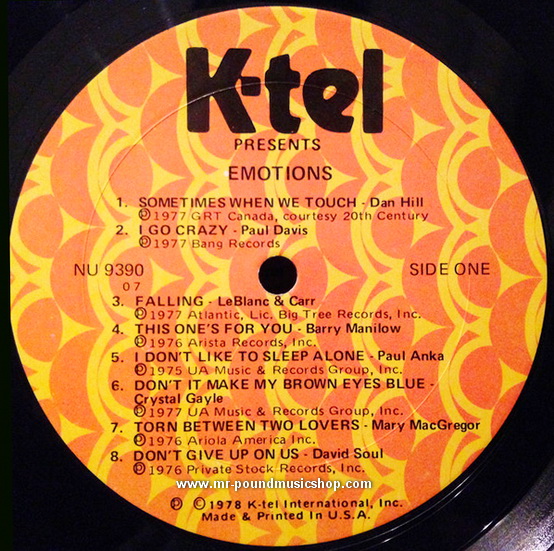 K-tel
PRESENTS
EMOTIONS
1. SOMETIMES WHEN WE TOUCH - Dan Hill
Ⓟ 1977 GRT Canada, courtesy 20th Century
2. I GO CRAZY - Paul Davis
Ⓟ 1977 Bang Records
NU 9390
07
SIDE ONE
3. FALLING - LeBlanc & Carr
Ⓟ 1977 Atlantic, Lic. Big Tree Records, Inc.
4. THIS ONE'S FOR YOU - Barry Manilow
Ⓟ 1976 Arista Records, Inc.
5. I DON'T LIKE TO SLEEP ALONE - Paul Anka
Ⓟ 1975 UA Music & Records Group, Inc.
6. DON'T IT MAKE MY BROWN EYES BLUE -
Crystal Gayle
Ⓟ 1977 UA Music & Records Group, Inc.
7. TORN BETWEEN TWO LOVERS - Mary MacGregor
Ⓟ 1976 Ariola America Inc.
8. DON'T GIVE UP ON US - David Soul
Ⓟ 1976 Private Stock Records, Inc.
www.mr-poundmusicshop.com
Ⓟ © 1978 K-tel International, Inc.
Made & Printed In U.S.A.